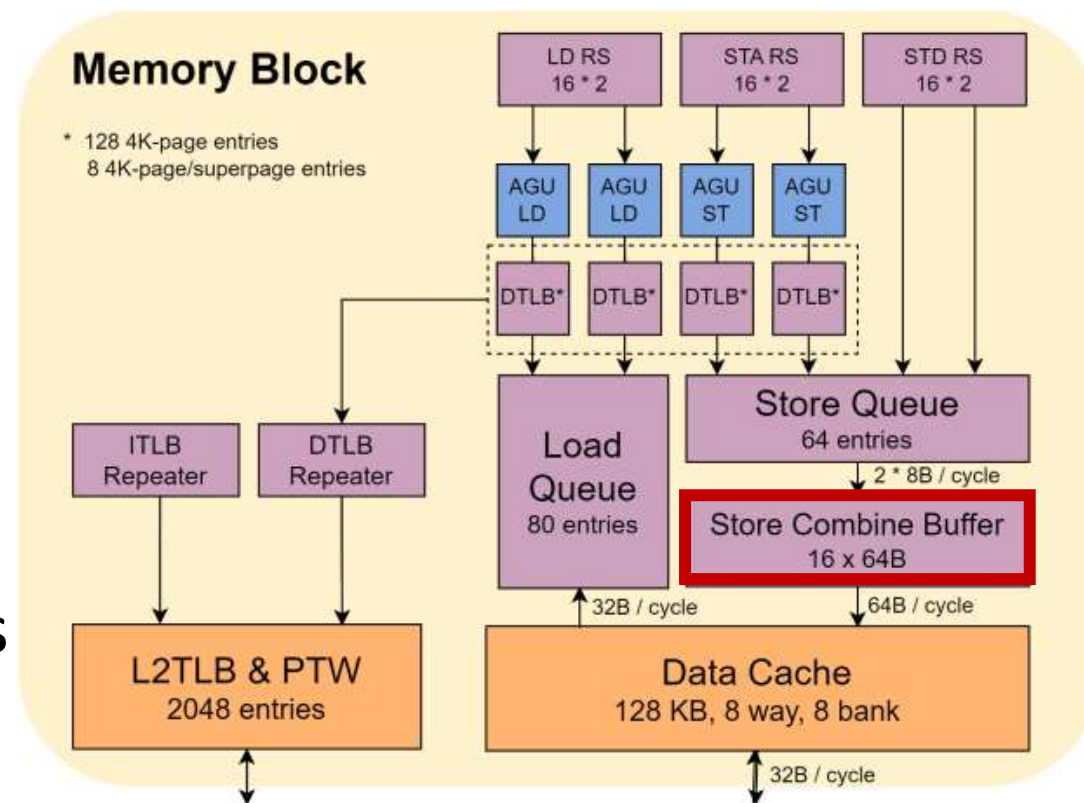 Memory Block
* 128 4K-page entries
8 4K-page/superpage entries
LD RS
16 * 2
STA RS
16 * 2
STD RS
16 * 2
AGU
LD
AGU
LD
AGU
ST
AGU
ST
DTLB*
DTLB*
DTLB*
DTLB*
ITLB
Repeater
DTLB
Repeater
Load
Queue
80 entries
Store Queue
64 entries
2 * 8B / cycle
Store Combine Buffer
16 x 64B
32B / cycle
64B / cycle
s
L2TLB & PTW
2048 entries
Data Cache
128 KB, 8 way, 8 bank
32B / cycle